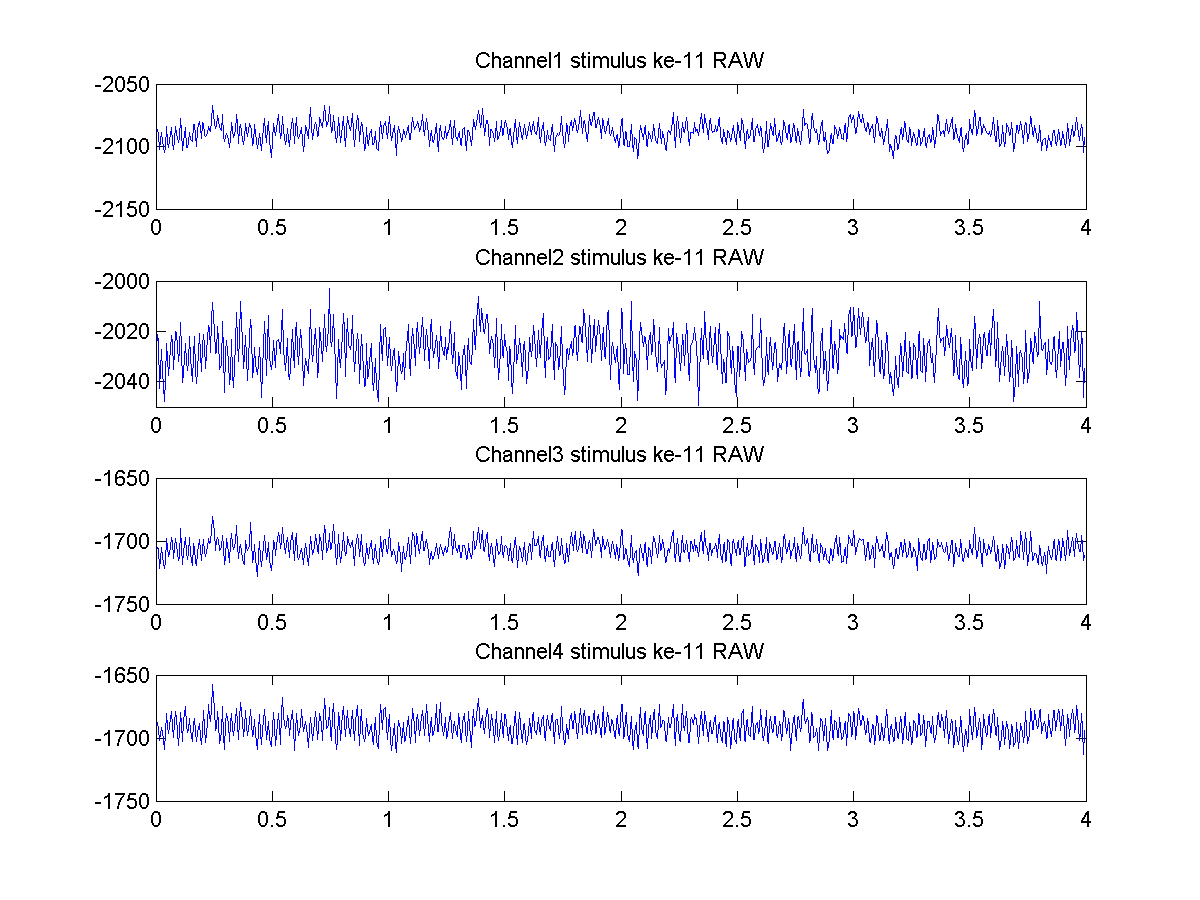 Channel1 stimulus ke-11 RAW
-2050
-2100
-2150
0 0.5 1 1.5 2 2.5 3 3.5 4
Channel2 stimulus ke-11 RAW
-2000
-2020
-2040
0 0.5 1 1.5 2 2.5 3 3.5 4
Channel3 stimulus ke-11 RAW
-1650
-1700
-1750
0 0.5 1 1.5 2 2.5 3 3.5 4
Channel4 stimulus ke-11 RAW
-1650
-1700
-1750
0 0.5 1 1.5 2 2.5 3 3.5 4